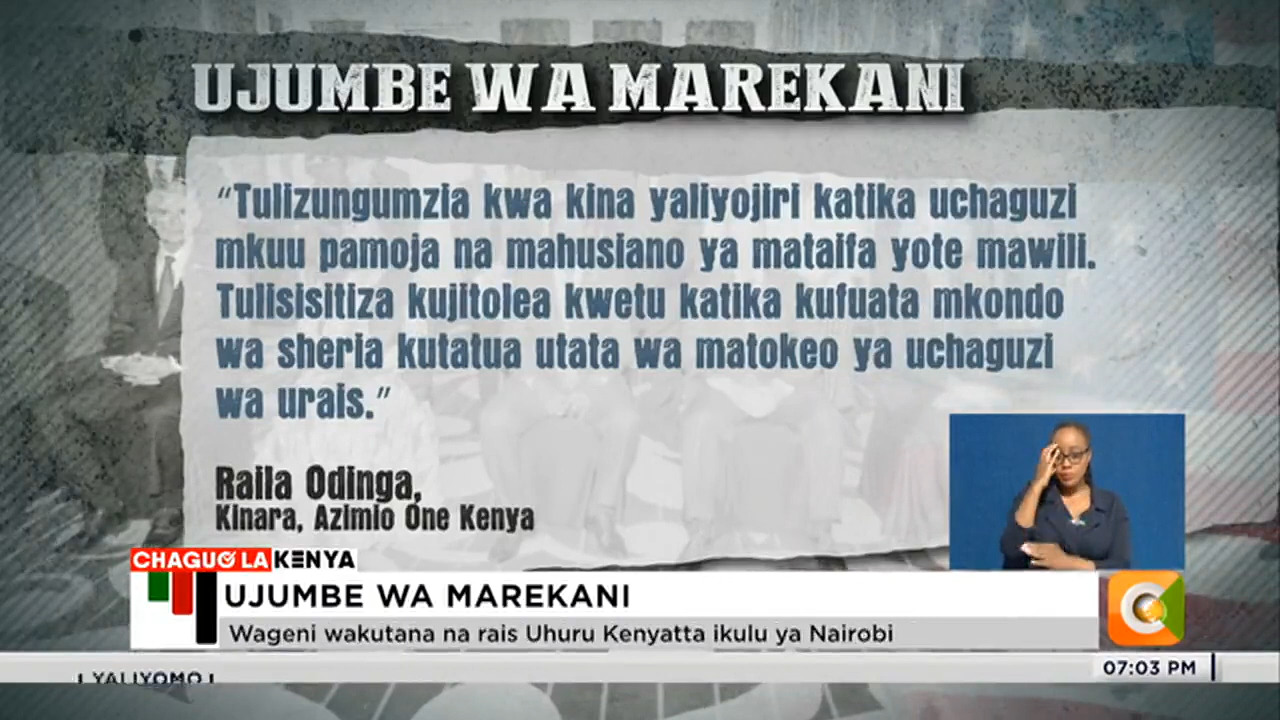 UJUMBE WA MAREKANI
“Tulizungumzia kwa kina yaliyojiri katika uchaguzi
mkuu pamoja na mahusiano ya mataifa yote mawili.
Tulisisitiza kujitolea kwetu katika kufuata mkondo
wa sheria kutatua utata wa matokeo ya uchaguzi
wa urais.”
Raila Odinga,
Kinara, Azimio One Kenya
CHAGUO LA KENYA
UJUMBE WA MAREKANI
Wageni wakutana na rais Uhuru Kenyatta ikulu ya Nairobi
07:03 PM
YALIYOMO